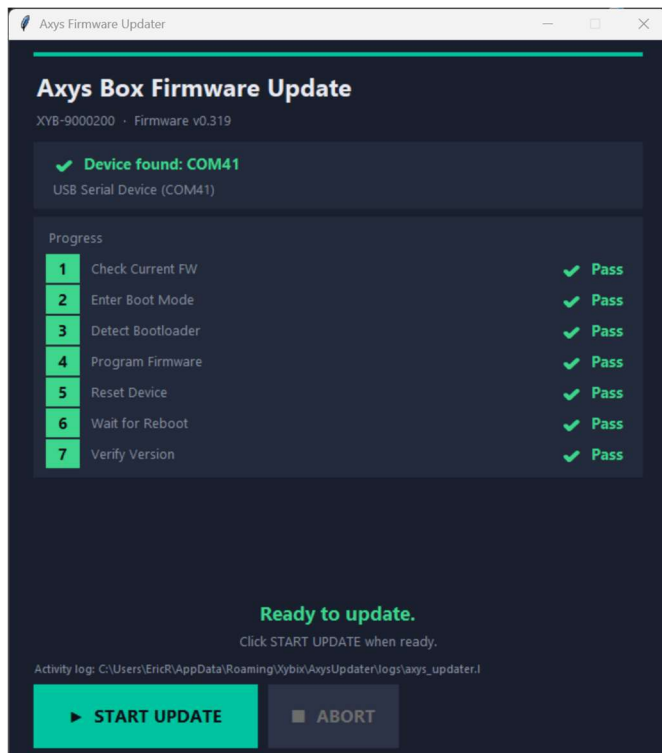 Axys Firmware Updater
Axys Box Firmware Update
XYB-9000200 · Firmware v0.319
Device found: COM41
USB Serial Device (COM41)
Progress
1 Check Current FW ✔ Pass
2 Enter Boot Mode ✔ Pass
3 Detect Bootloader ✔ Pass
4 Program Firmware ✔ Pass
5 Reset Device ✔ Pass
6 Wait for Reboot ✔ Pass
7 Verify Version ✔ Pass
Ready to update.
Click START UPDATE when ready.
Activity log: C:\Users\EricR\AppData\Roaming\Xybix\AxysUpdater\logs\axys_updater.l
► START UPDATE ■ ABORT